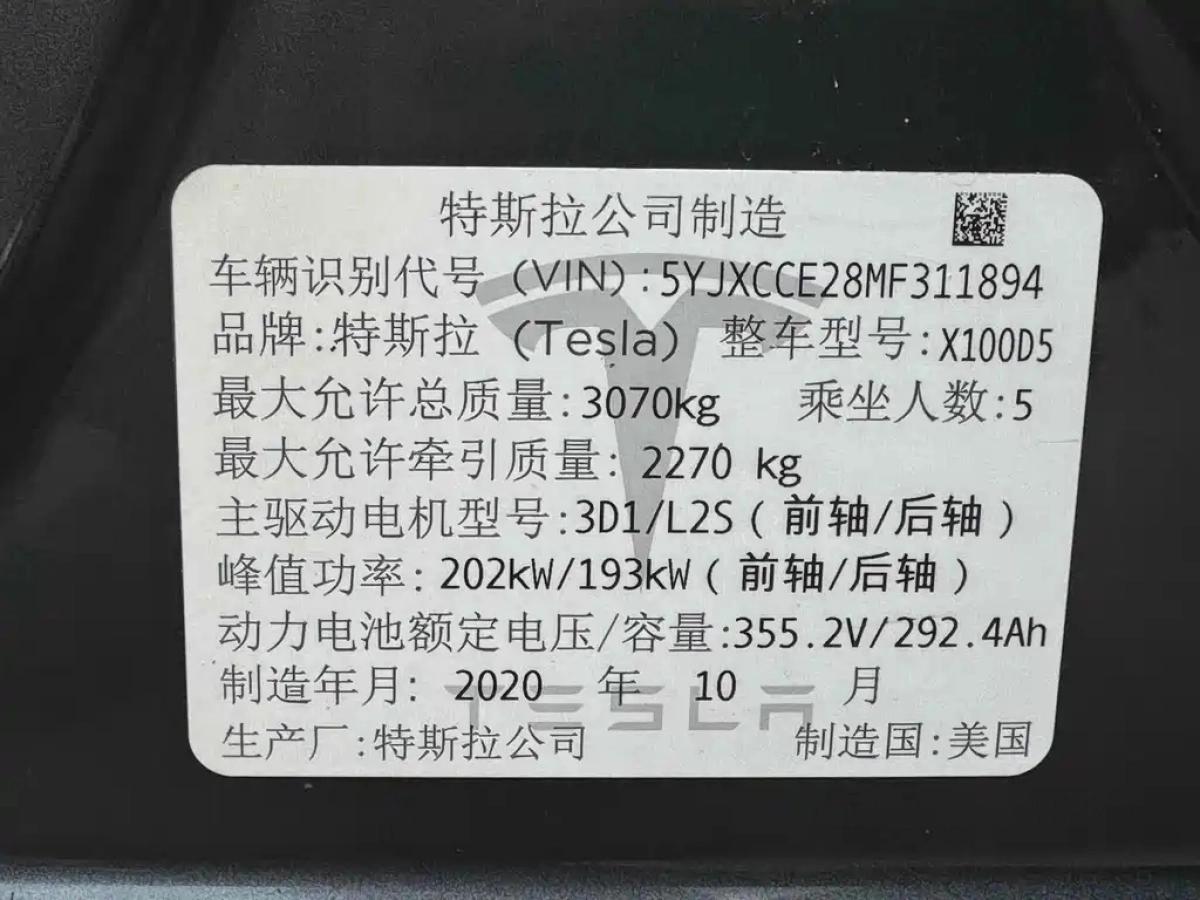 特斯拉公司制造
车辆识别代号 (VIN):5YJXCCE28MF311894
品牌:特斯拉 (Tesla) 整车型号:X100D5
最大允许总质量:3070kg 乘坐人数:5
最大允许牵引质量: 2270 kg
主驱动电机型号:3D1/L2S(前轴/后轴)
峰值功率:202kW/193kW(前轴/后轴)
动力电池额定电压/容量:355.2V/292.4Ah
制造年月: 2020 年 10 月
TESLA
生产厂:特斯拉公司 制造国:美国